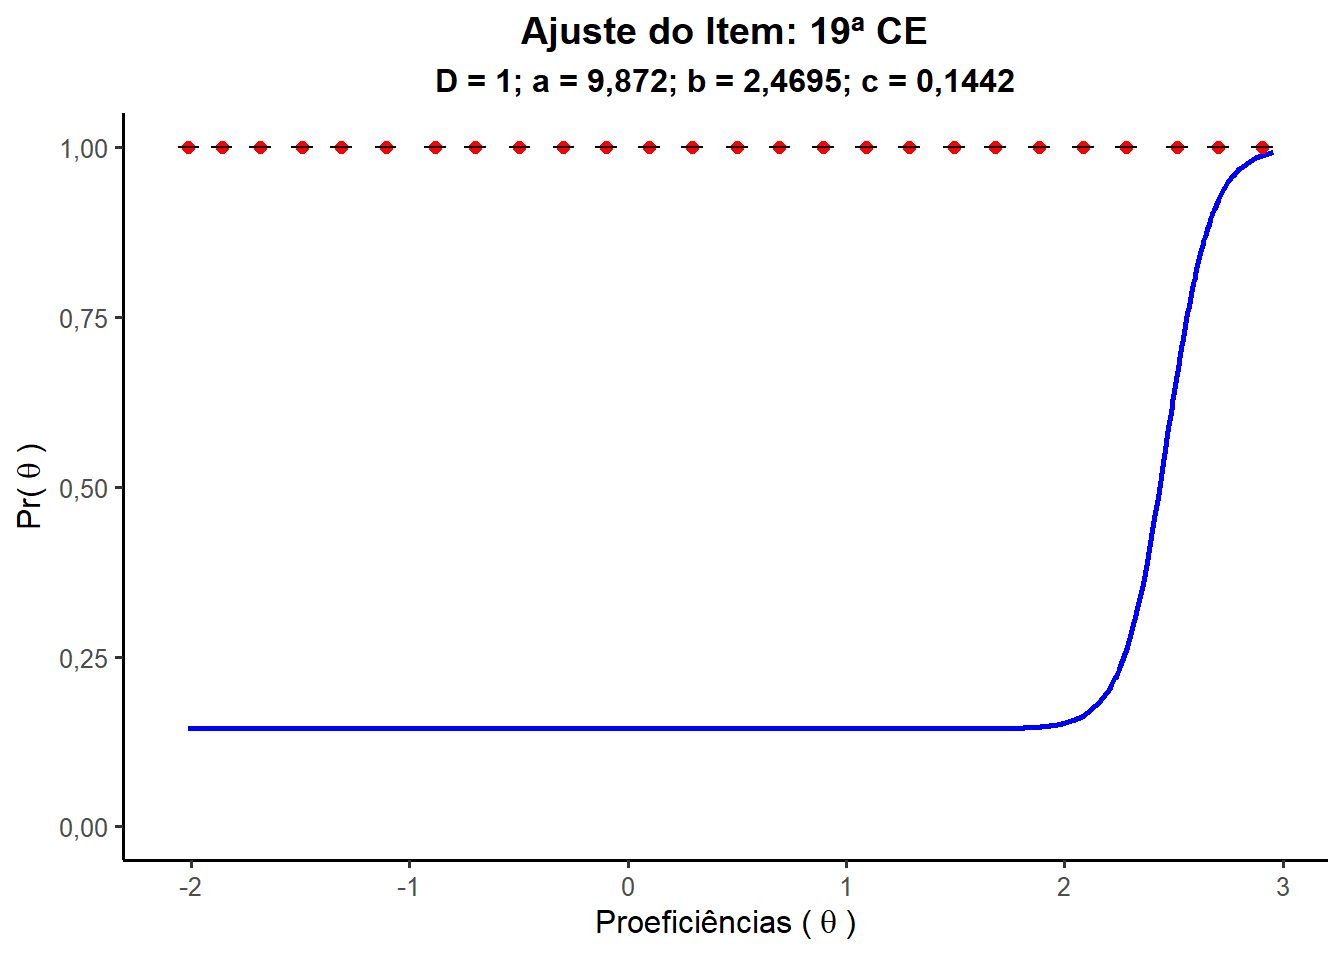 Ajuste do Item: 19ª CE
D = 1; a = 9,872; b = 2,4695; c = 0,1442
1,00
0,75
0,50
0,25
0,00
Pr( θ )
-2
-1
0
1
2
3
Proeficiências ( θ )